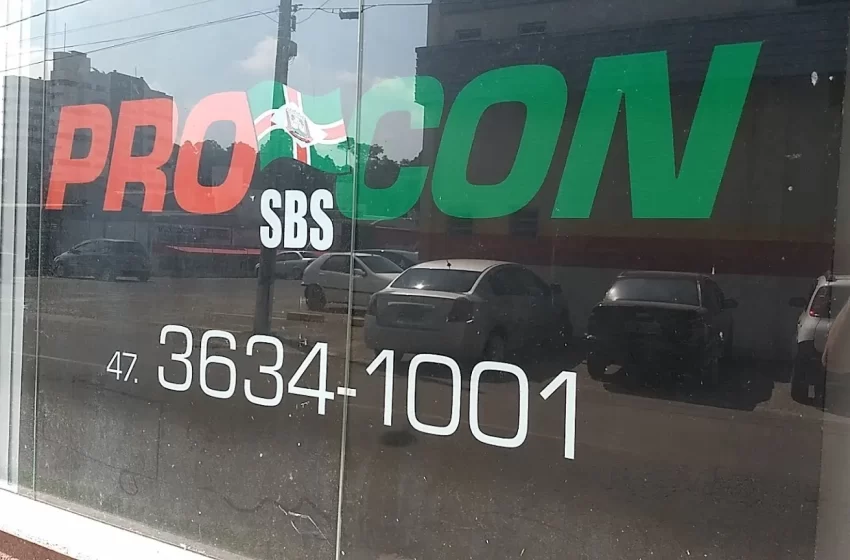 PROCON
SBS
47. 3634-1001